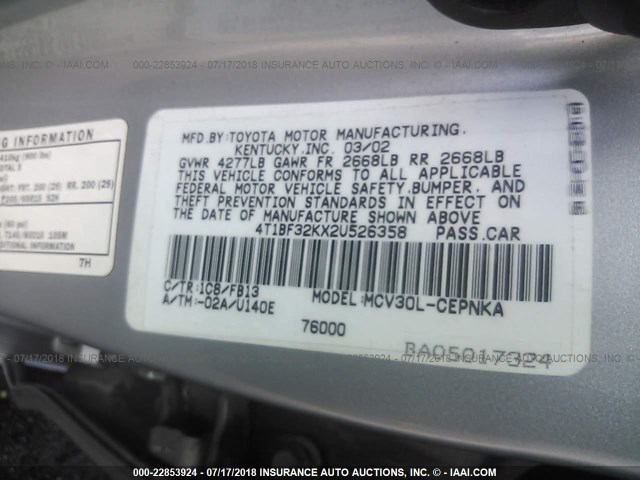 000-22853924 - 07/17/2018 INSURANCE AUTO AUCTIONS, INC. - © IAAI.COM
MFD.BY:TOYOTA MOTOR MANUFACTURING.
KENTUCKY.INC. 03/02
GVWR 4277LB GAWR FR 2668LB RR 2668LB
THIS VEHICLE CONFORMS TO ALL APPLICABLE
FEDERAL MOTOR VEHICLE SAFETY.BUMPER, AND
THEFT PREVENTION STANDARDS IN EFFECT ON
THE DATE OF MANUFACTURE SHOWN ABOVE
4T1BF32KX2U526358 PASS.CAR
C/TR:1C8/FB13 MODEL:MCV30L-CEPNKA
A/TM:-02A/U140E
76000
BA05017324
INFORMATION
7H
000-22853924 - 07/17/2018 INSURANCE AUTO AUCTIONS, INC. - © IAAI.COM